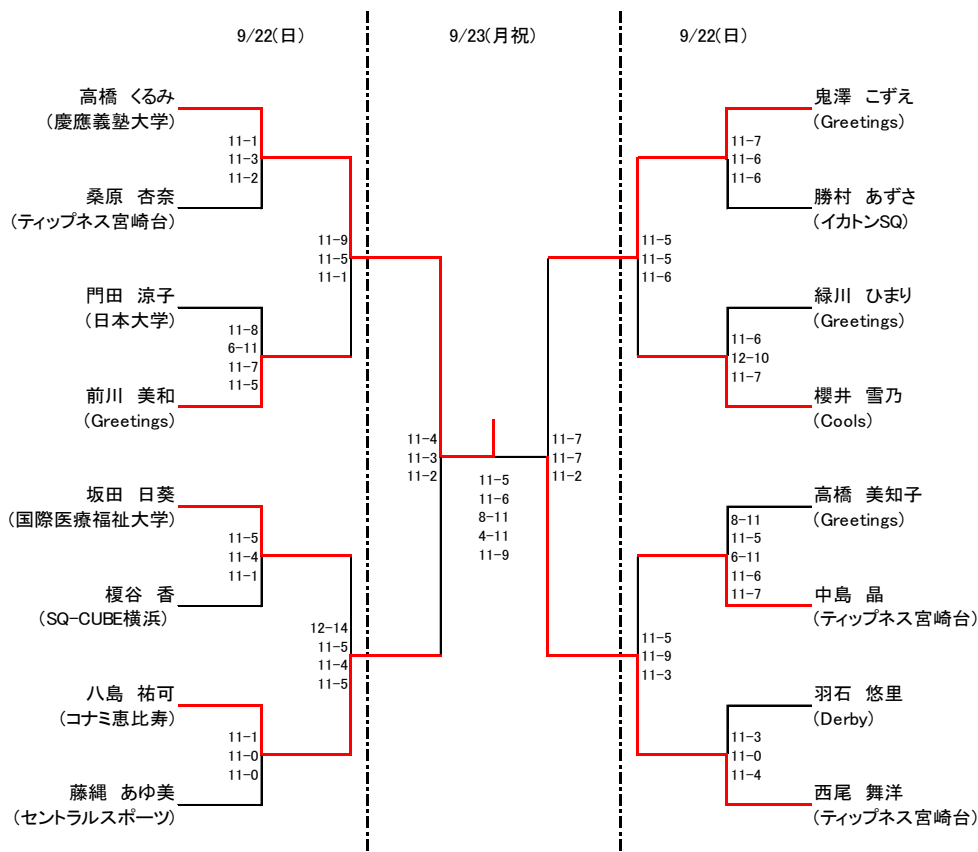 9/22(日)
9/23(月祝)
9/22(日)
高橋 くるみ
(慶應義塾大学)
11-1
11-3
11-2
桑原 杏奈
(ティップネス宮崎台)
11-9
11-5
11-1
門田 涼子
(日本大学)
11-8
6-11
11-7
11-5
前川 美和
(Greetings)
11-4
11-3
11-2
坂田 日葵
(国際医療福祉大学)
11-5
11-4
11-1
榎谷 香
(SQ-CUBE横浜)
12-14
11-5
11-4
11-5
八島 祐可
(コナミ恵比寿)
11-1
11-0
11-0
藤縄 あゆ美
(セントラルスポーツ)
11-5
11-6
8-11
4-11
11-9
鬼澤 こずえ
(Greetings)
11-7
11-6
11-6
勝村 あずさ
(イカトンSQ)
11-5
11-5
11-6
緑川 ひまり
(Greetings)
11-6
12-10
11-7
櫻井 雪乃
(Cools)
11-7
11-7
11-2
高橋 美知子
(Greetings)
8-11
11-5
6-11
11-6
11-7
中島 晶
(ティップネス宮崎台)
11-5
11-9
11-3
羽石 悠里
(Derby)
11-3
11-0
11-4
西尾 舞洋
(ティップネス宮崎台)